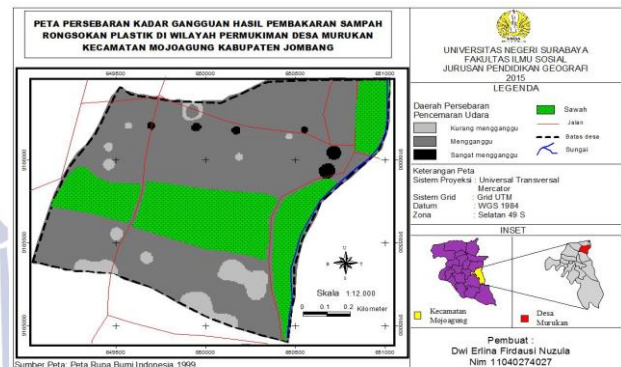 PETA PERSEBARAN KADAR GANGGUAN HASIL PEMBAKARAN SAMPAH
RONGSOKAN PLASTIK DI WILAYAH PERMUKIMAN DESA MURUKAN
KECAMATAN MOJOAGUNG KABUPATEN JOMBANG
649500 650000 650500 651000
Skala 1:12.000
0 0.1 0.2 Kilometer
649500 650000 650500 651000
Sumber Peta: Peta Rupa Bumi Indonesia 1999
UNIVERSITAS NEGERI SURABAYA
FAKULTAS ILMU SOSIAL
JURUSAN PENDIDIKAN GEOGRAFI
2015
LEGENDA
Daerah Persebaran
Pencemaran Udara
Kurang mengganggu
Mengganggu
Sangat mengganggu
Sawah
Jalan
Batas desa
Sungai
Keterangan Peta
Sistem Proyeksi : Universal Transversal
Mercator
Sistem Grid : Grid UTM
Datum : WGS 1984
Zona : Selatan 49 S
INSET
Kecamatan
Mojoagung
Desa
Murukan
Pembuat :
Dwi Erlina Firdausi Nuzula
Nim 11040274027